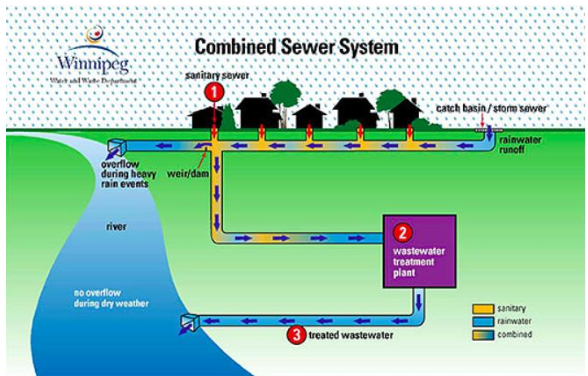 Winnipeg
Water and Waste Department
Combined Sewer System
sanitary sewer
1
catch basin / storm sewer
rainwater
runoff
overflow
during heavy
rain events
weir/dam
river
2
wastewater
treatment
plant
no overflow
during dry weather
3 treated wastewater
sanitary
rainwater
combined